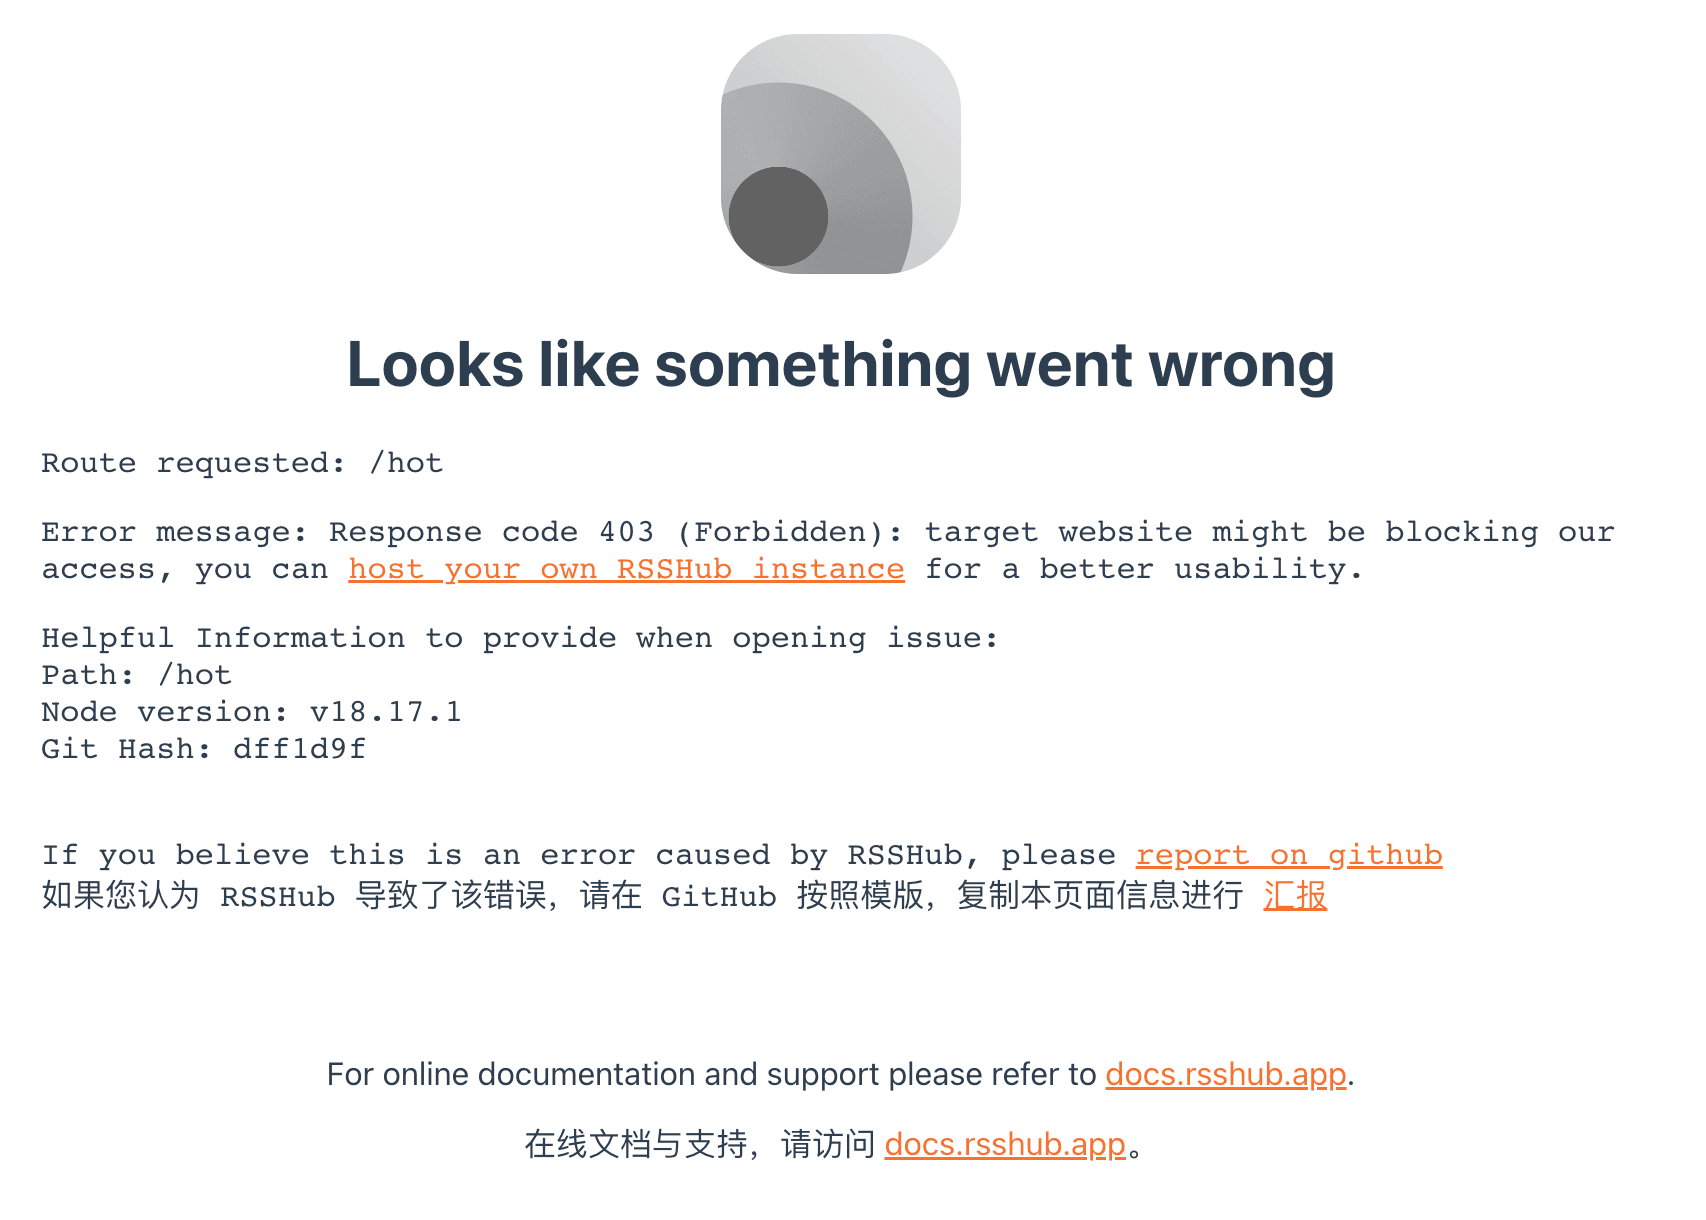 Looks like something went wrong
Route requested: /hot
Error message: Response code 403 (Forbidden): target website might be blocking our
access, you can host your own RSSHub instance for a better usability.
Helpful Information to provide when opening issue:
Path: /hot
Node version: v18.17.1
Git Hash: dff1d9f
If you believe this is an error caused by RSSHub, please report on github
如果您认为 RSSHub 导致了该错误，请在 GitHub 按照模版，复制本页面信息进行 汇报
For online documentation and support please refer to docs.rsshub.app.
在线文档与支持，请访问 docs.rsshub.app。